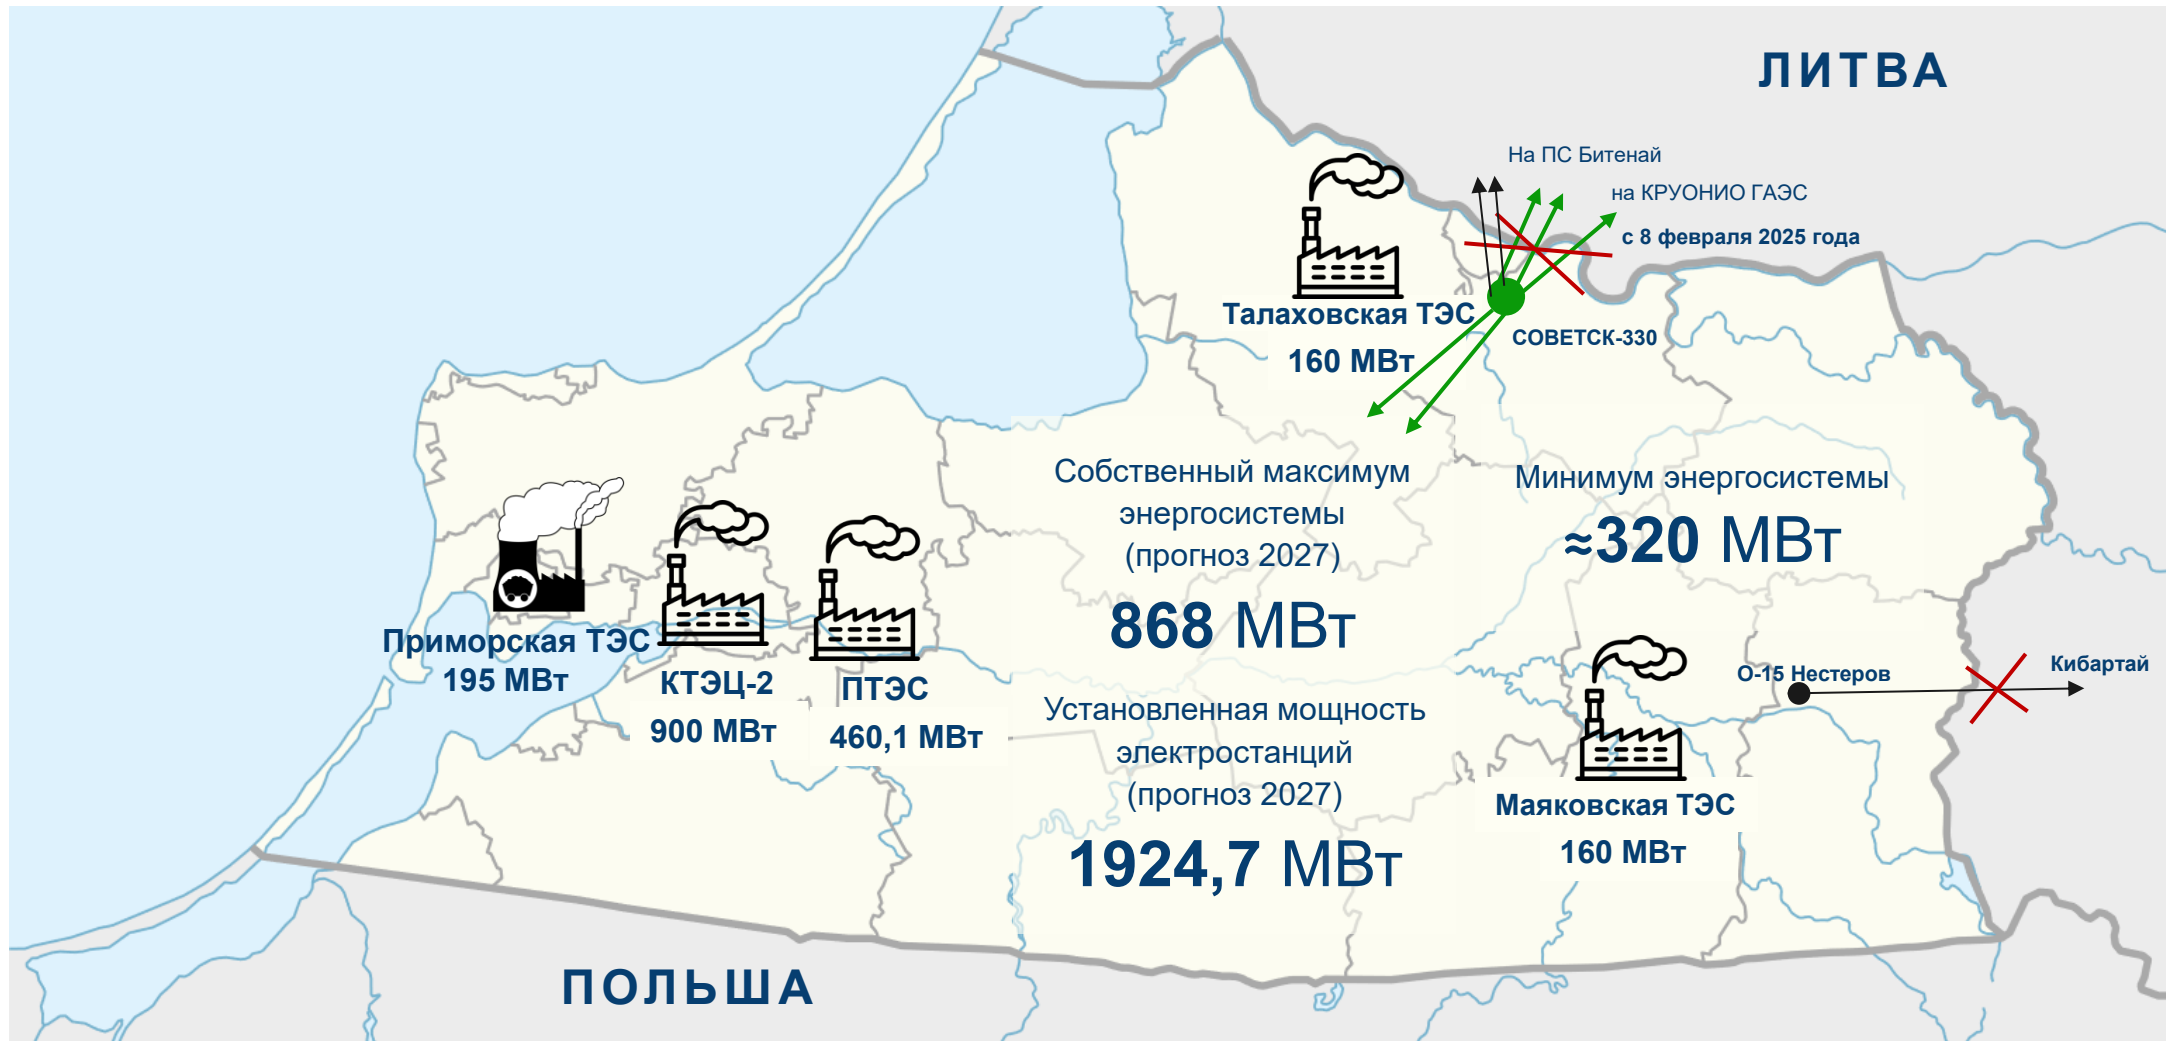 ЛИТВА
На ПС Битенай
на КРУОНИО ГАЭС
с 8 февраля 2025 года
Талаховская ТЭС
160 МВт
СОВЕТСК-330
Собственный максимум
энергосистемы
(прогноз 2027)
868 МВт
Минимум энергосистемы
≈320 МВт
Приморская ТЭС
195 МВт
КТЭЦ-2
900 МВт
ПТЭС
460,1 МВт
Установленная мощность
электростанций
(прогноз 2027)
1924,7 МВт
О-15 Нестеров
Кибартай
Маяковская ТЭС
160 МВт
ПОЛЬША